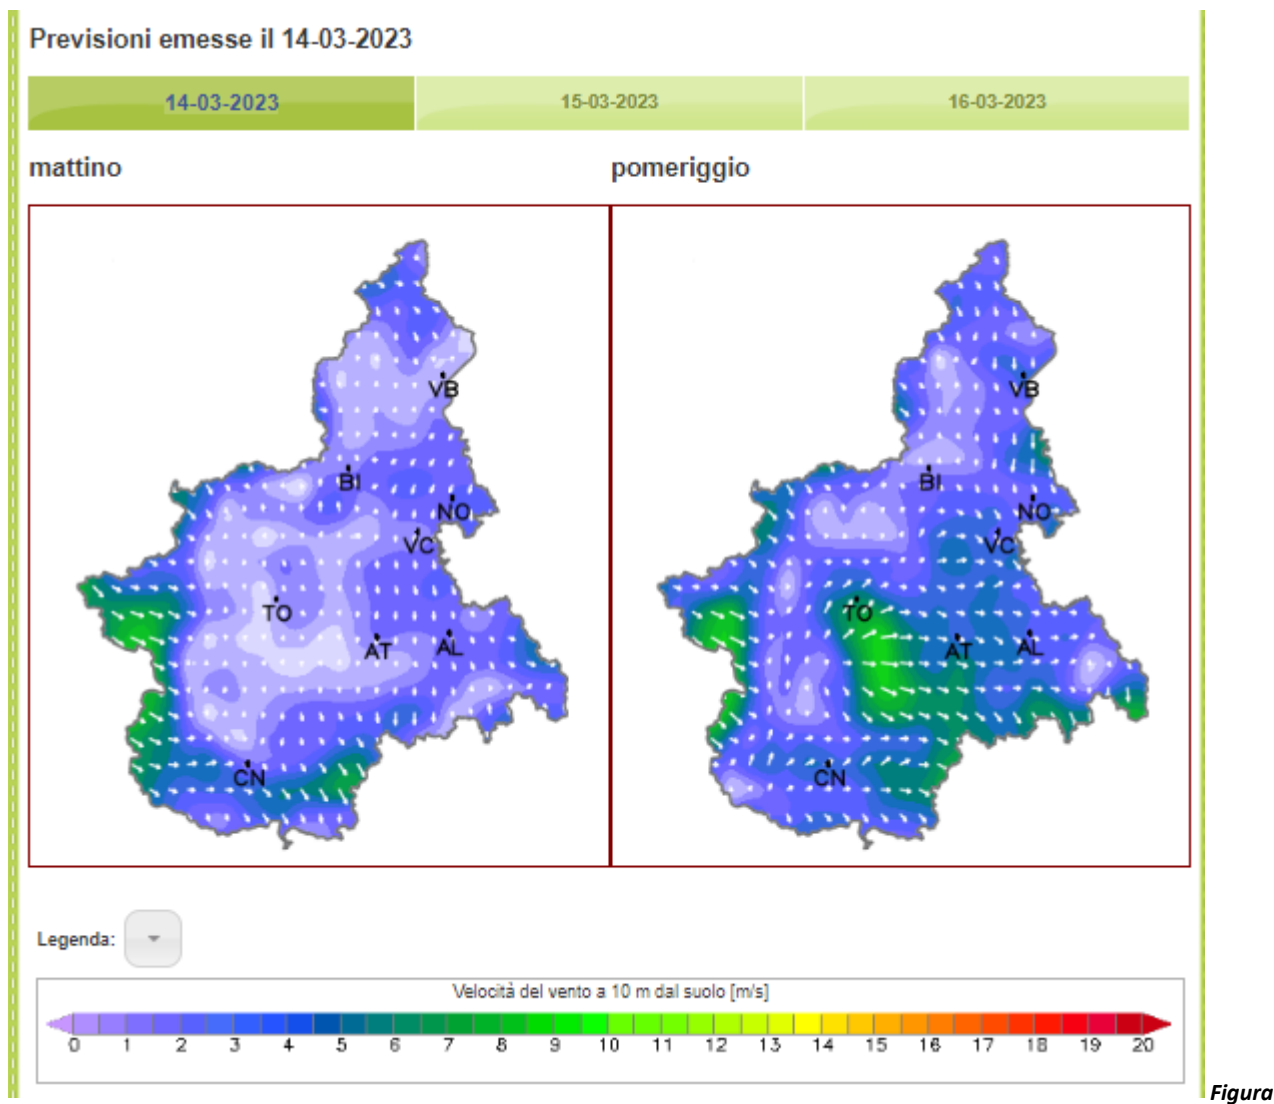 Previsioni emesse il 14-03-2023
14-03-2023 15-03-2023 16-03-2023
mattino pomeriggio
VB
BI
NO
VC
TO
AT
AL
CN
VB
BI
NO
VC
TO
AT
AL
CN
Legenda:
Velocità del vento a 10 m dal suolo [m/s]
0 1 2 3 4 5 6 7 8 9 10 11 12 13 14 15 16 17 18 19 20
Figura